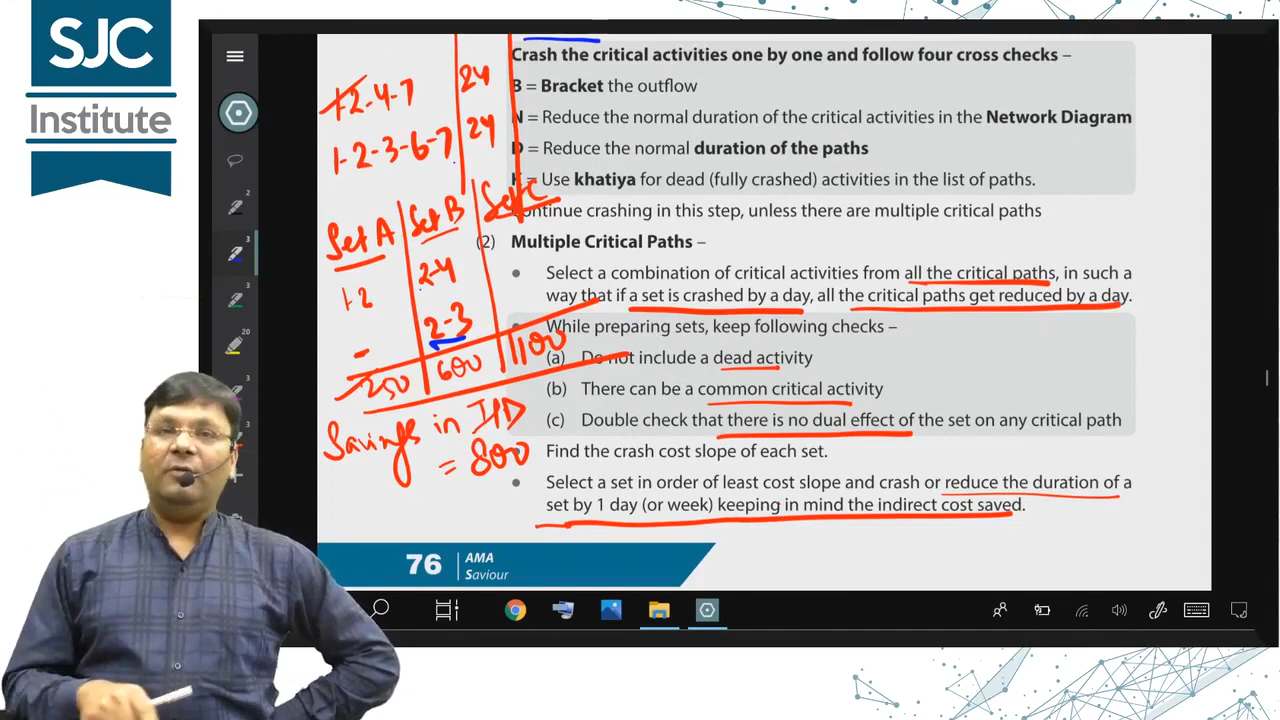 SJC
Institute
Crash the critical activities one by one and follow four cross checks –
B = Bracket the outflow
N = Reduce the normal duration of the critical activities in the Network Diagram
D = Reduce the normal duration of the paths
K = Use khatiya for dead (fully crashed) activities in the list of paths.
Continue crashing in this step, unless there are multiple critical paths
(2) Multiple Critical Paths –
● Select a combination of critical activities from all the critical paths, in such a
way that if a set is crashed by a day, all the critical paths get reduced by a day.
● While preparing sets, keep following checks –
(a) Do not include a dead activity
(b) There can be a common critical activity
(c) Double check that there is no dual effect of the set on any critical path
Find the crash cost slope of each set.
● Select a set in order of least cost slope and crash or reduce the duration of a
set by 1 day (or week) keeping in mind the indirect cost saved.
1-2-4-7 24
1-2-3-6-7 24
Set A Set B Set C
1-2 2-4
- 2-3
250 600 1100
Savings in IPD
= 800
76 AMA
Saviour
2
3
3
20
3